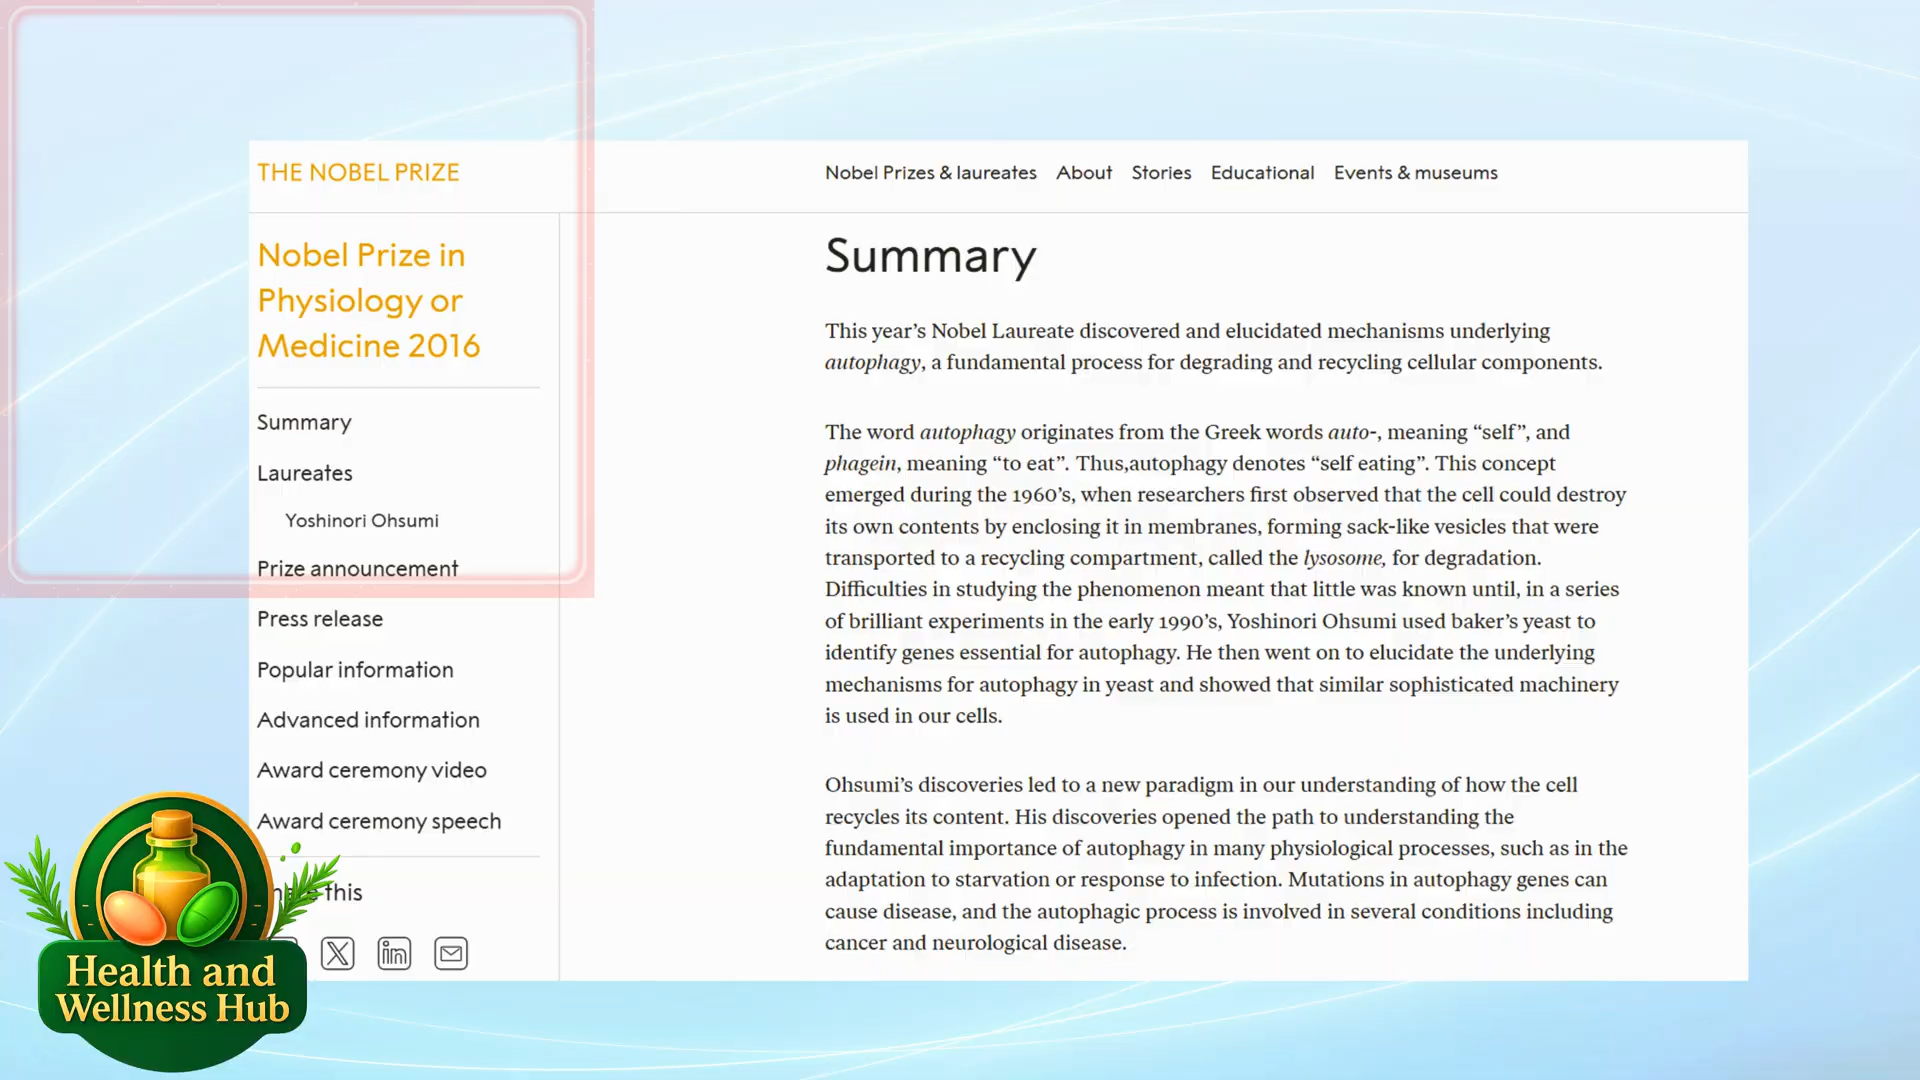 THE NOBEL PRIZE
Nobel Prizes & laureates About Stories Educational Events & museums
Nobel Prize in
Physiology or
Medicine 2016
Summary
Laureates
Yoshinori Ohsumi
Prize announcement
Press release
Popular information
Advanced information
Award ceremony video
Award ceremony speech
this
Summary
This year’s Nobel Laureate discovered and elucidated mechanisms underlying
autophagy, a fundamental process for degrading and recycling cellular components.
The word autophagy originates from the Greek words auto-, meaning “self”, and
phagein, meaning “to eat”. Thus,autophagy denotes “self eating”. This concept
emerged during the 1960’s, when researchers first observed that the cell could destroy
its own contents by enclosing it in membranes, forming sack-like vesicles that were
transported to a recycling compartment, called the lysosome, for degradation.
Difficulties in studying the phenomenon meant that little was known until, in a series
of brilliant experiments in the early 1990’s, Yoshinori Ohsumi used baker’s yeast to
identify genes essential for autophagy. He then went on to elucidate the underlying
mechanisms for autophagy in yeast and showed that similar sophisticated machinery
is used in our cells.
Ohsumi’s discoveries led to a new paradigm in our understanding of how the cell
recycles its content. His discoveries opened the path to understanding the
fundamental importance of autophagy in many physiological processes, such as in the
adaptation to starvation or response to infection. Mutations in autophagy genes can
cause disease, and the autophagic process is involved in several conditions including
cancer and neurological disease.
Health and
Wellness Hub